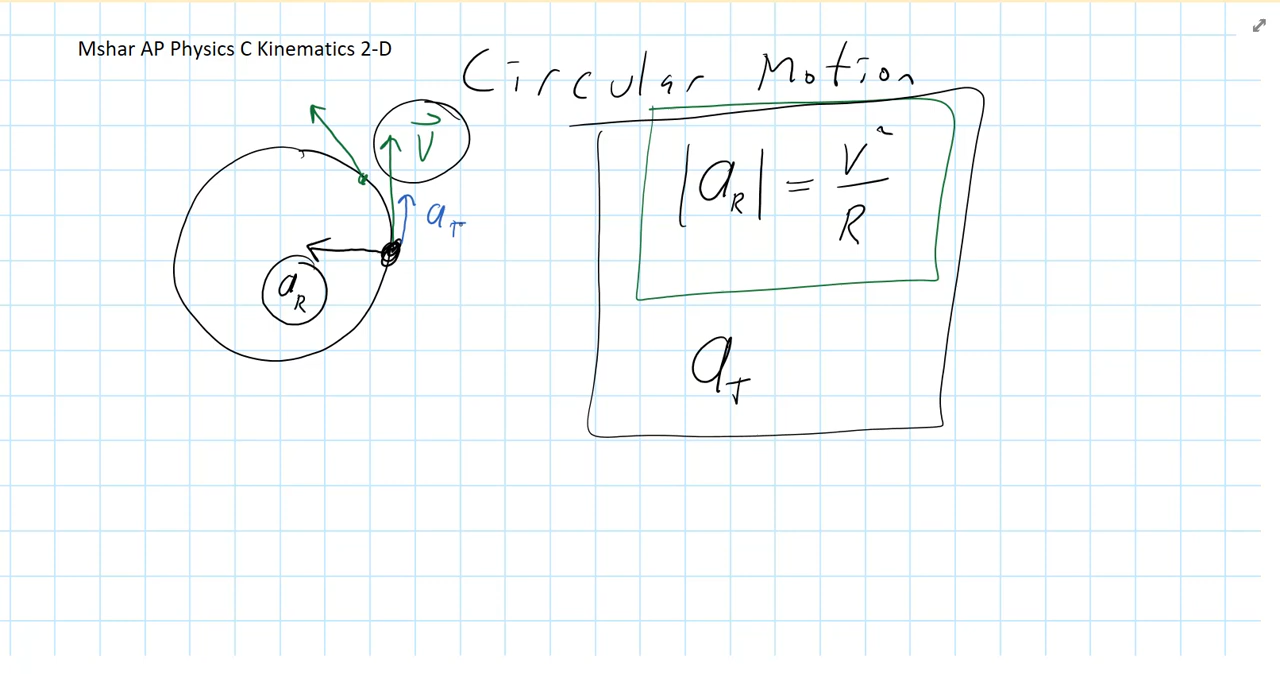 Mshar AP Physics C Kinematics 2-D
Circular Motion
V⃗
a_T
a_R
|a_R| = V²/R
a_T